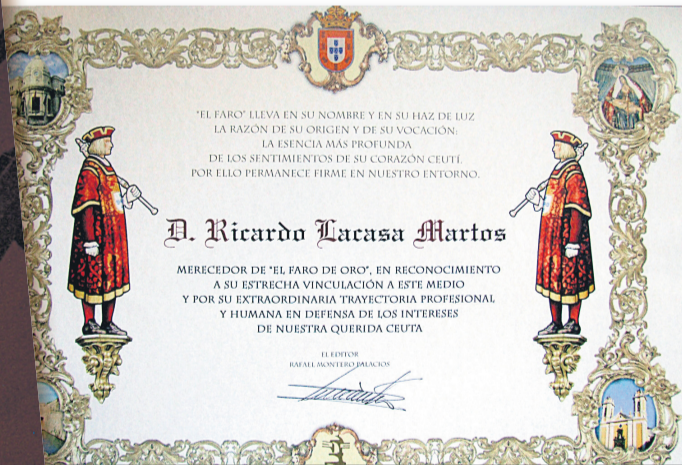 "EL FARO" LLEVA EN SU NOMBRE Y EN SU HAZ DE LUZ
LA RAZÓN DE SU ORIGEN Y DE SU VOCACIÓN:
LA ESENCIA MÁS PROFUNDA
DE LOS SENTIMIENTOS DE SU CORAZÓN CEUTÍ.
POR ELLO PERMANECE FIRME EN NUESTRO ENTORNO.
D. Ricardo Lacasa Martos
MERECEDOR DE "EL FARO DE ORO", EN RECONOCIMIENTO
A SU ESTRECHA VINCULACIÓN A ESTE MEDIO
Y POR SU EXTRAORDINARIA TRAYECTORIA PROFESIONAL
Y HUMANA EN DEFENSA DE LOS INTERESES
DE NUESTRA QUERIDA CEUTA
EL EDITOR
RAFAEL MONTERO PALACIOS